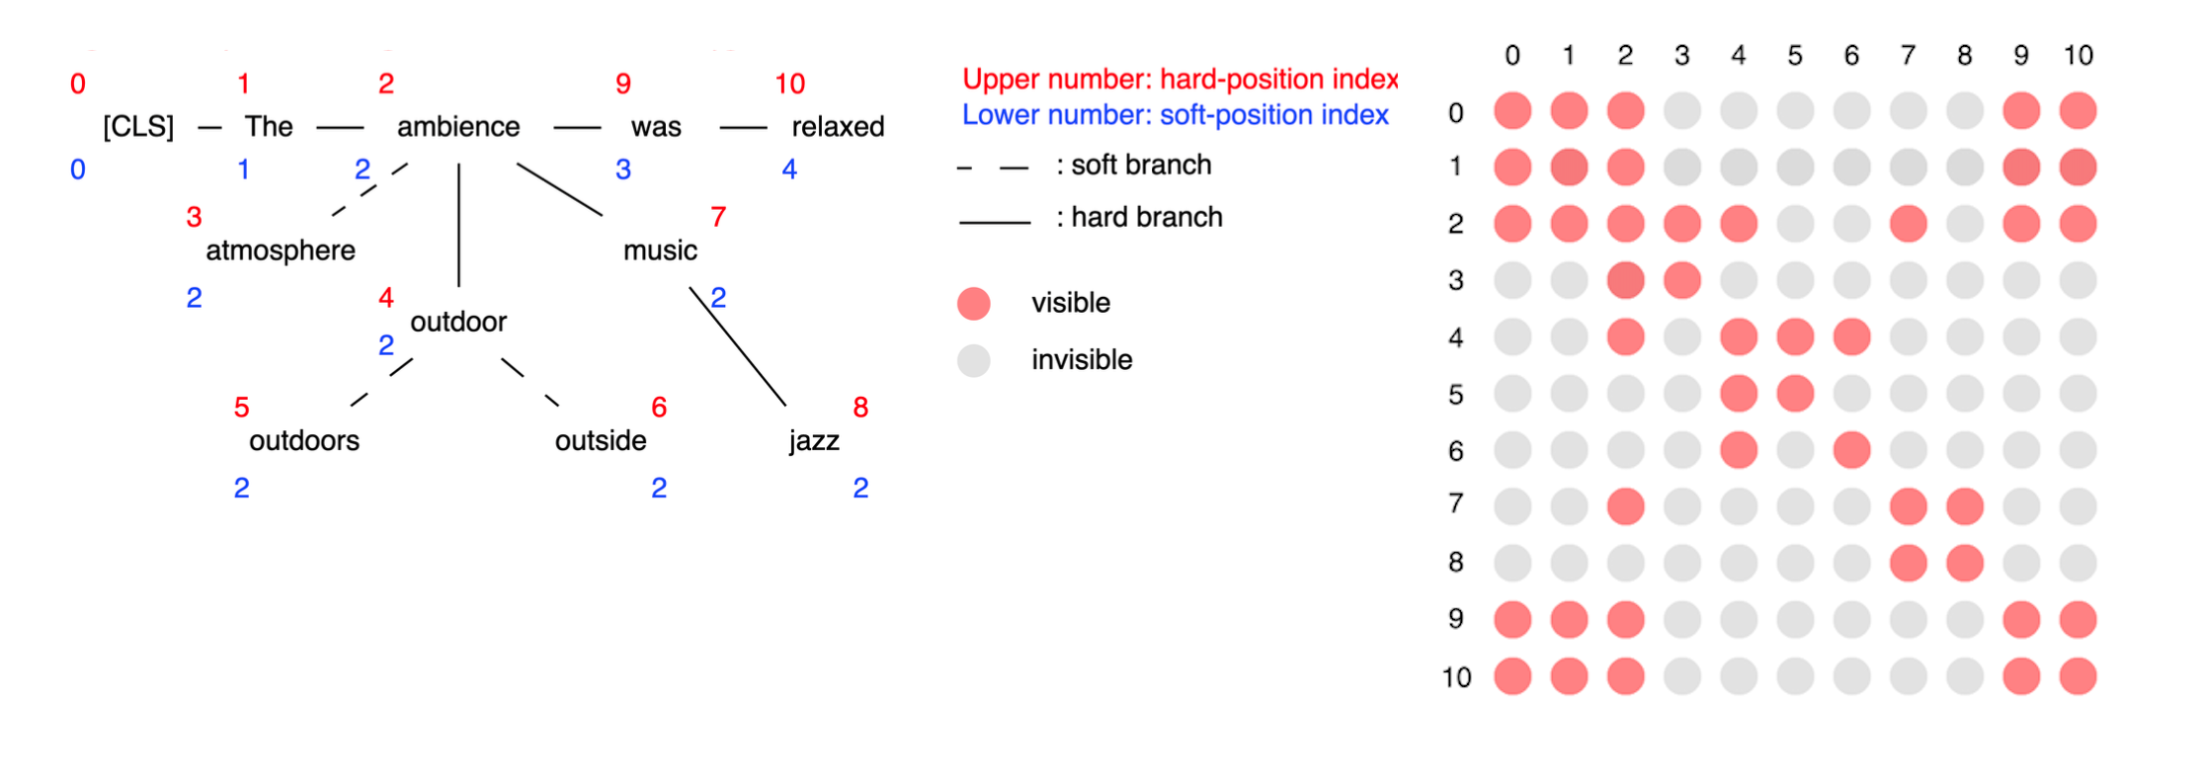 0 1 2 9 10
[CLS] The ambience was relaxed
0 1 2 3 4
3 7
atmosphere music
2 4 2
outdoor
2
5 6 8
outdoors outside jazz
2 2 2
Upper number: hard-position index
Lower number: soft-position index
: soft branch
: hard branch
visible
invisible
0 1 2 3 4 5 6 7 8 9 10
0
1
2
3
4
5
6
7
8
9
10